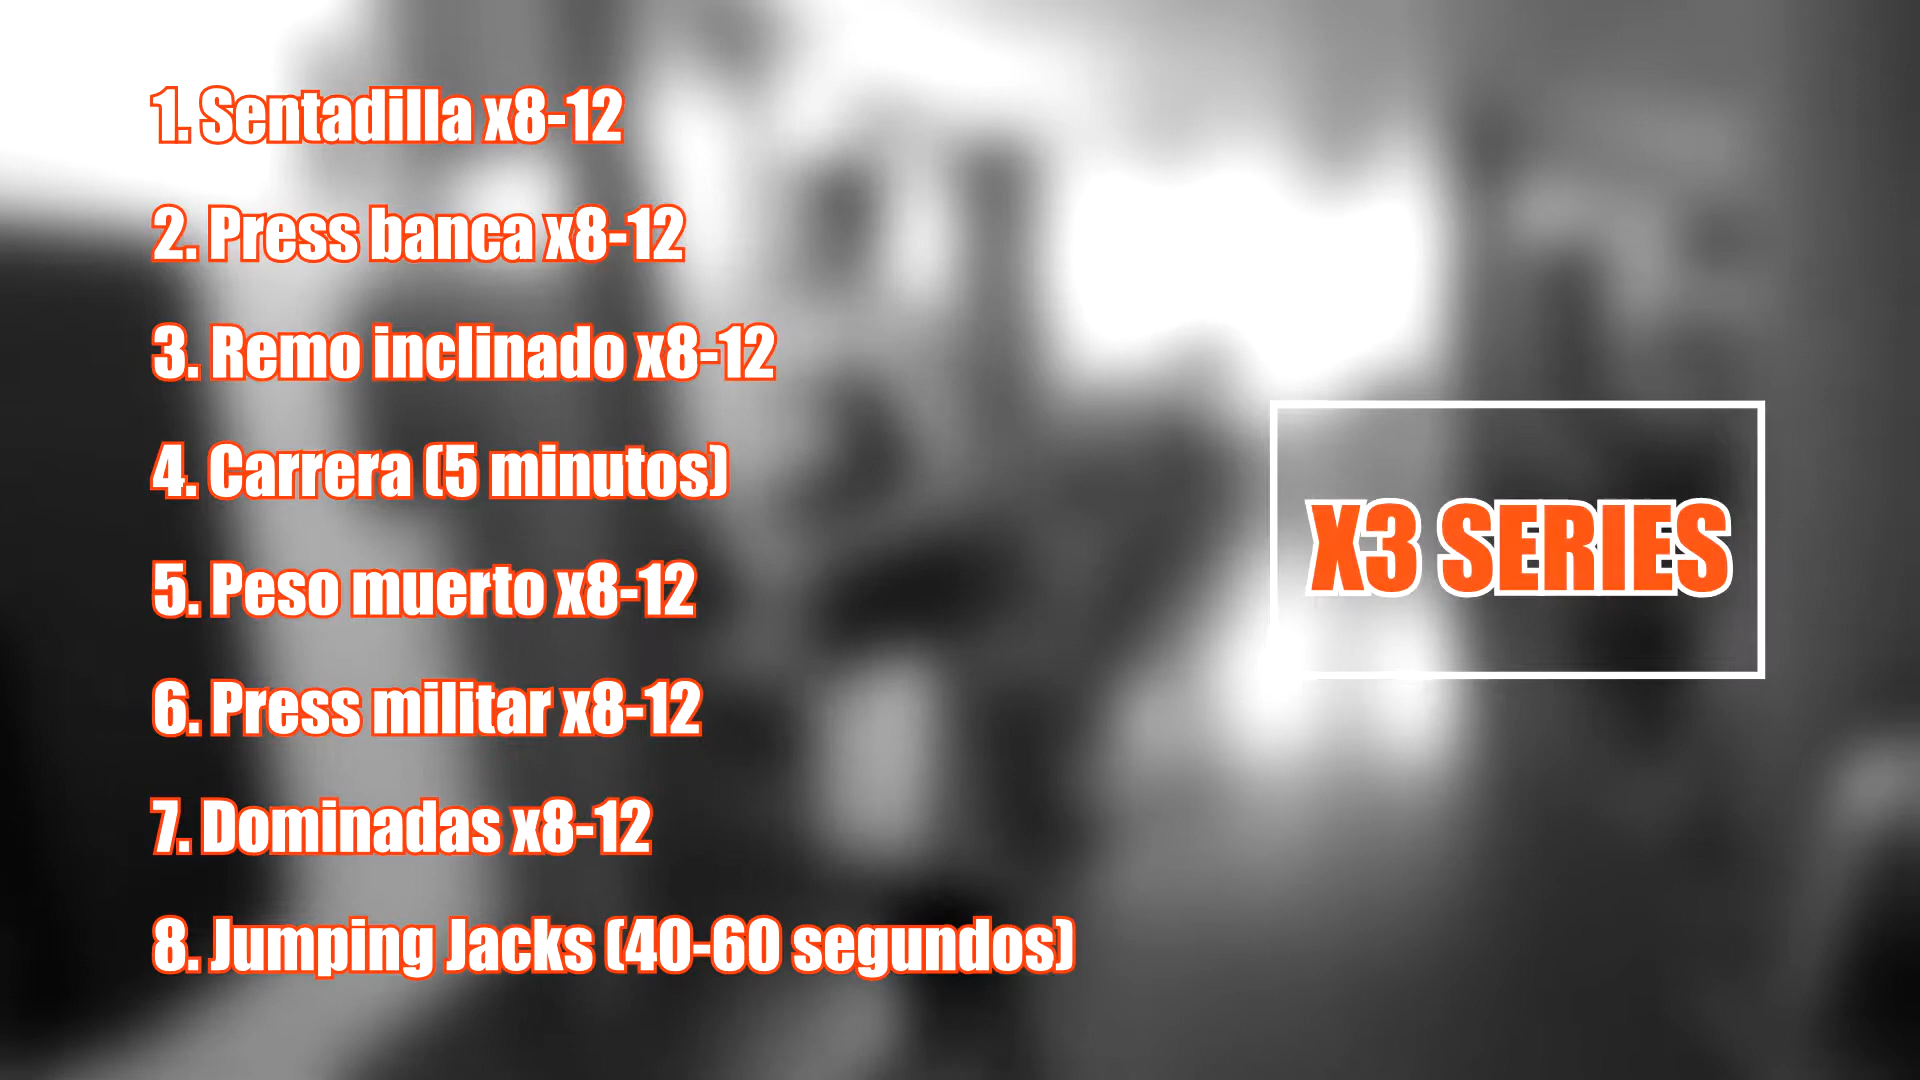 1. Sentadilla x8-12
2. Press banca x8-12
3. Remo inclinado x8-12
4. Carrera (5 minutos)
5. Peso muerto x8-12
6. Press militar x8-12
7. Dominadas x8-12
8. Jumping Jacks (40-60 segundos)
X3 SERIES